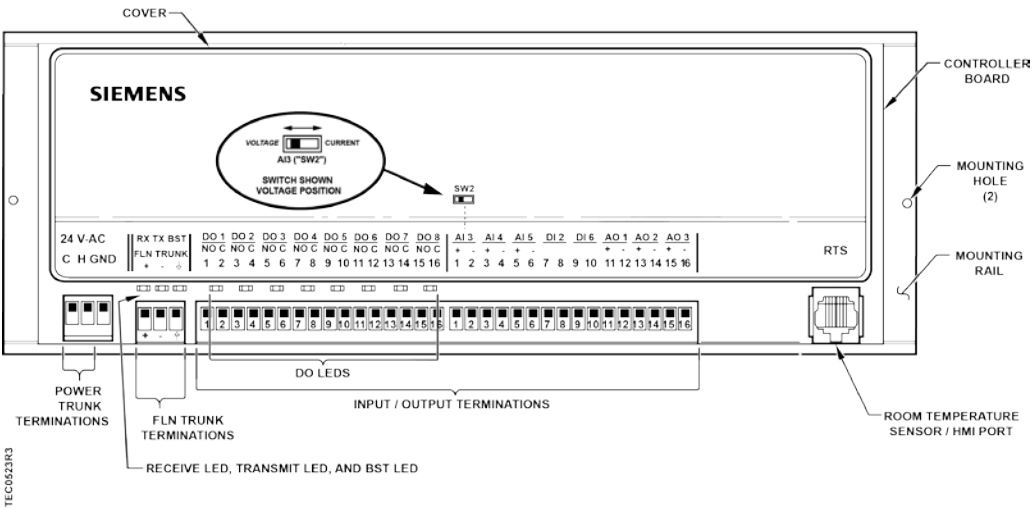 COVER
CONTROLLER
BOARD
SIEMENS
VOLTAGE CURRENT
AI3 ("SW2")
SWITCH SHOWN
VOLTAGE POSITION
SW2
MOUNTING
HOLE
(2)
24 V-AC
C H GND
RX TX BST
FLN TRUNK
+ - ⏚
DO 1 DO 2 DO 3 DO 4 DO 5 DO 6 DO 7 DO 8 AI 3 AI 4 AI 5 DI 2 DI 6 AO 1 AO 2 AO 3
NO C NO C NO C NO C NO C NO C NO C NO C + - + - + - + - + - + -
1 2 3 4 5 6 7 8 9 10 11 12 13 14 15 16 1 2 3 4 5 6 7 8 9 10 11 12 13 14 15 16
RTS
MOUNTING
RAIL
+ - ⏚
1 2 3 4 5 6 7 8 9 10 11 12 13 14 15 16 1 2 3 4 5 6 7 8 9 10 11 12 13 14 15 16
DO LEDS
POWER
TRUNK
TERMINATIONS
FLN TRUNK
TERMINATIONS
INPUT / OUTPUT TERMINATIONS
ROOM TEMPERATURE
SENSOR / HMI PORT
RECEIVE LED, TRANSMIT LED, AND BST LED
TEC0523R3